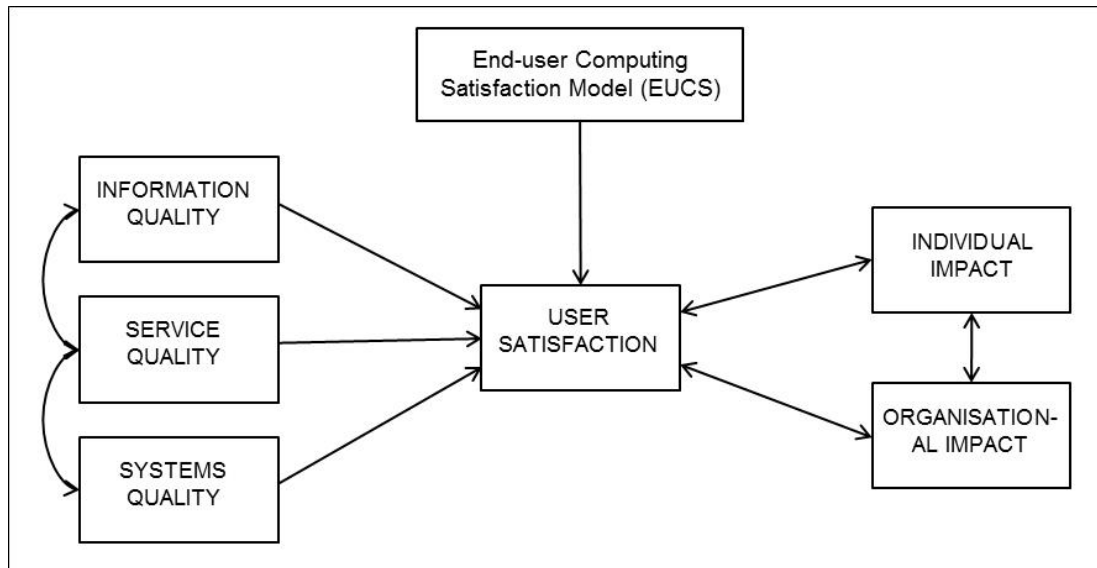 End-user Computing
Satisfaction Model (EUCS)
INFORMATION
QUALITY
SERVICE
QUALITY
SYSTEMS
QUALITY
USER
SATISFACTION
INDIVIDUAL
IMPACT
ORGANISATION-
AL IMPACT